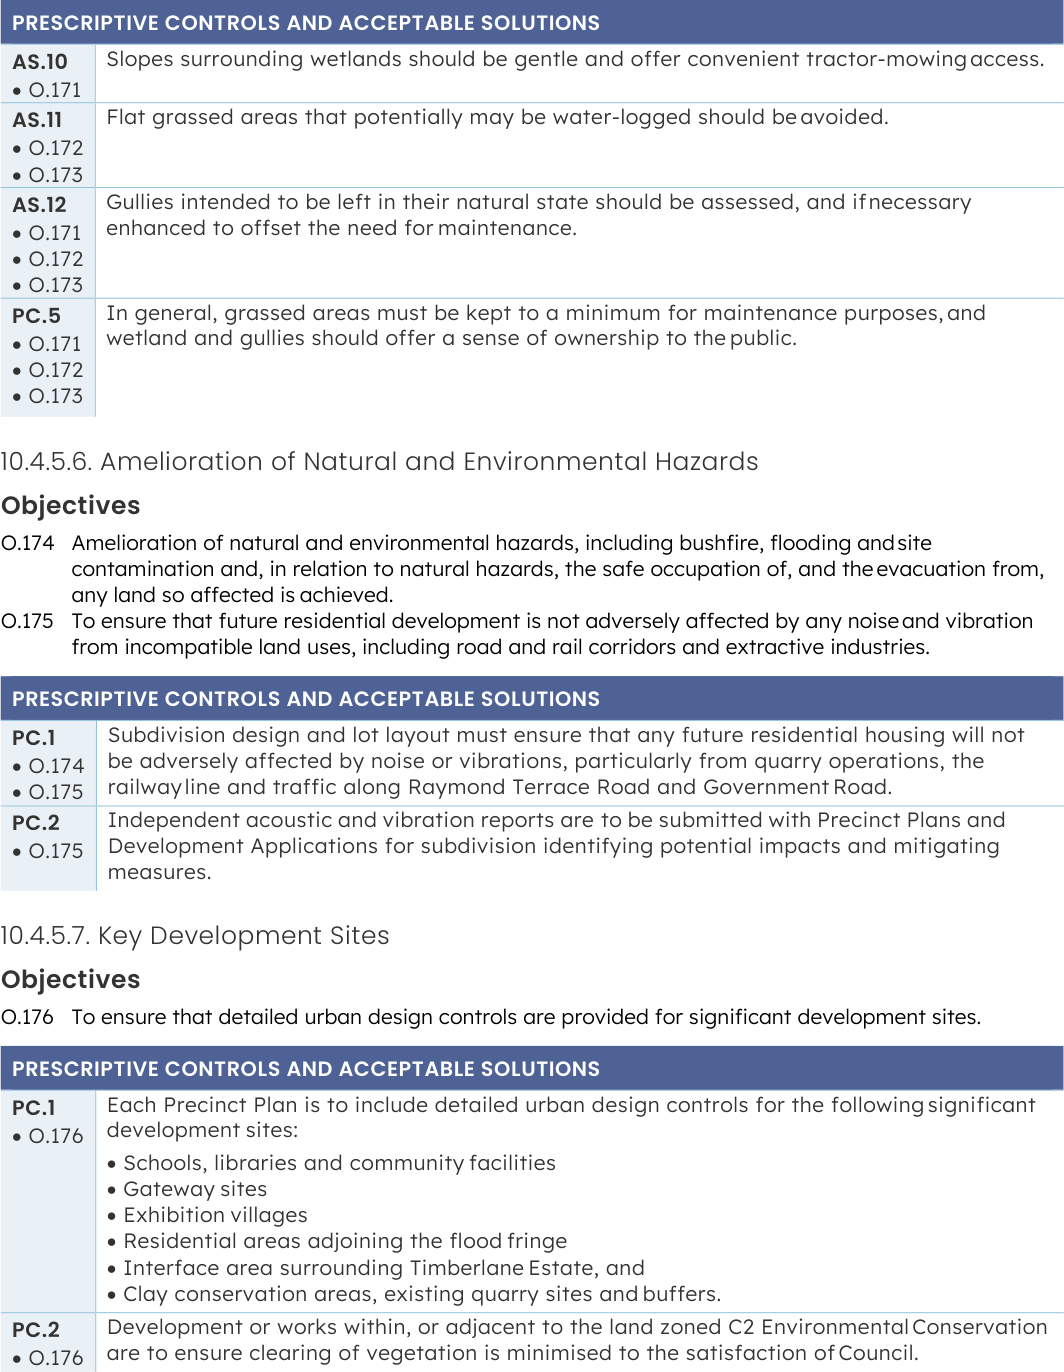 PRESCRIPTIVE CONTROLS AND ACCEPTABLE SOLUTIONS
AS.10
• O.171
Slopes surrounding wetlands should be gentle and offer convenient tractor-mowing access.
AS.11
• O.172
• O.173
Flat grassed areas that potentially may be water-logged should be avoided.
AS.12
• O.171
• O.172
• O.173
Gullies intended to be left in their natural state should be assessed, and if necessary
enhanced to offset the need for maintenance.
PC.5
• O.171
• O.172
• O.173
In general, grassed areas must be kept to a minimum for maintenance purposes, and
wetland and gullies should offer a sense of ownership to the public.
10.4.5.6. Amelioration of Natural and Environmental Hazards
Objectives
O.174 Amelioration of natural and environmental hazards, including bushfire, flooding and site
contamination and, in relation to natural hazards, the safe occupation of, and the evacuation from,
any land so affected is achieved.
O.175 To ensure that future residential development is not adversely affected by any noise and vibration
from incompatible land uses, including road and rail corridors and extractive industries.
PRESCRIPTIVE CONTROLS AND ACCEPTABLE SOLUTIONS
PC.1
• O.174
• O.175
Subdivision design and lot layout must ensure that any future residential housing will not
be adversely affected by noise or vibrations, particularly from quarry operations, the
railway line and traffic along Raymond Terrace Road and Government Road.
PC.2
• O.175
Independent acoustic and vibration reports are to be submitted with Precinct Plans and
Development Applications for subdivision identifying potential impacts and mitigating
measures.
10.4.5.7. Key Development Sites
Objectives
O.176 To ensure that detailed urban design controls are provided for significant development sites.
PRESCRIPTIVE CONTROLS AND ACCEPTABLE SOLUTIONS
PC.1
• O.176
Each Precinct Plan is to include detailed urban design controls for the following significant
development sites:
• Schools, libraries and community facilities
• Gateway sites
• Exhibition villages
• Residential areas adjoining the flood fringe
• Interface area surrounding Timberlane Estate, and
• Clay conservation areas, existing quarry sites and buffers.
PC.2
• O.176
Development or works within, or adjacent to the land zoned C2 Environmental Conservation
are to ensure clearing of vegetation is minimised to the satisfaction of Council.